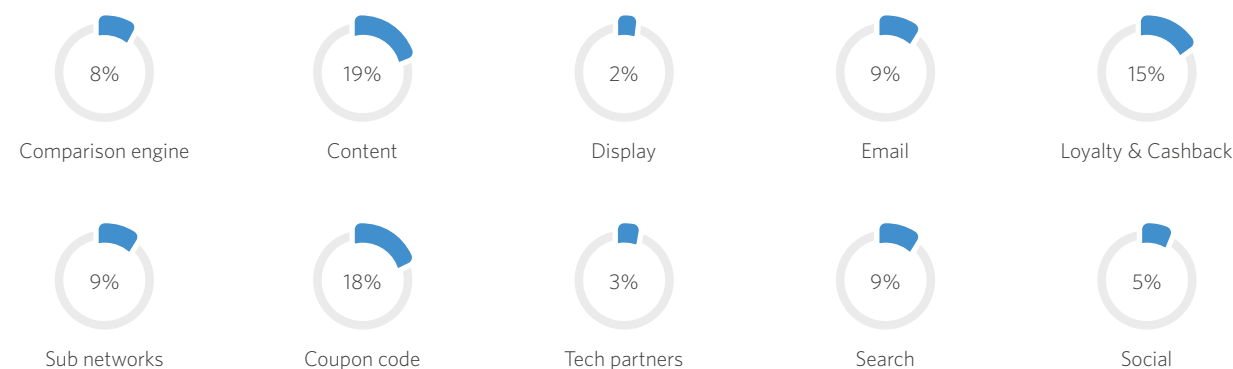 8% 19% 2% 9% 15%
Comparison engine Content Display Email Loyalty & Cashback
9% 18% 3% 9% 5%
Sub networks Coupon code Tech partners Search Social